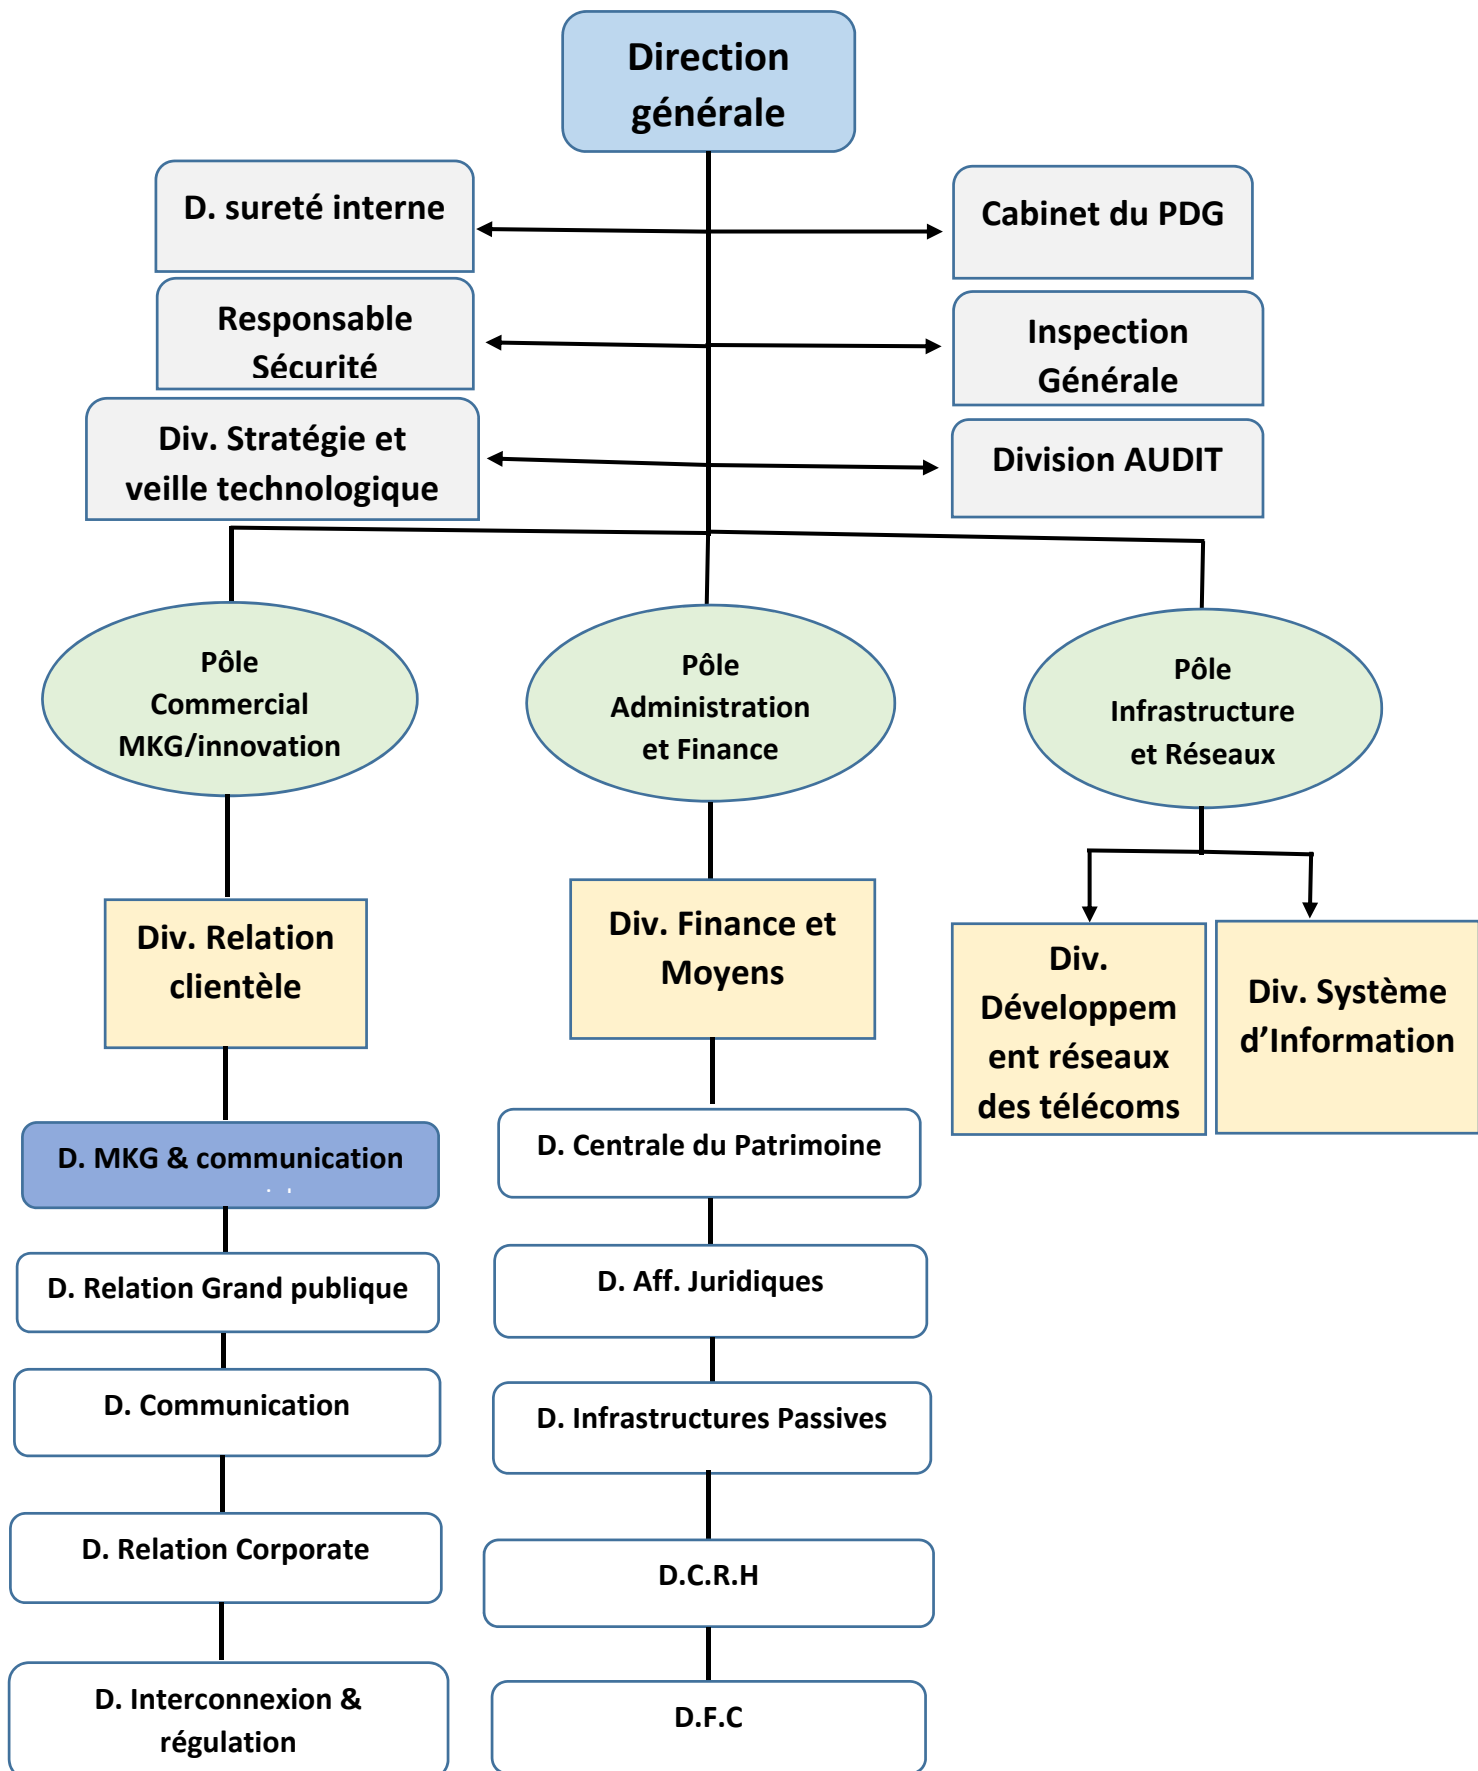 Direction
générale
D. sureté interne
Cabinet du PDG
Responsable
Sécurité
Inspection
Générale
Div. Stratégie et
veille technologique
Division AUDIT
Pôle
Commercial
MKG/innovation
Pôle
Administration
et Finance
Pôle
Infrastructure
et Réseaux
Div. Relation
clientèle
Div. Finance et
Moyens
Div.
Développem
ent réseaux
des télécoms
Div. Système
d’Information
D. MKG & communication
D. Relation Grand publique
D. Communication
D. Relation Corporate
D. Interconnexion &
régulation
D. Centrale du Patrimoine
D. Aff. Juridiques
D. Infrastructures Passives
D.C.R.H
D.F.C